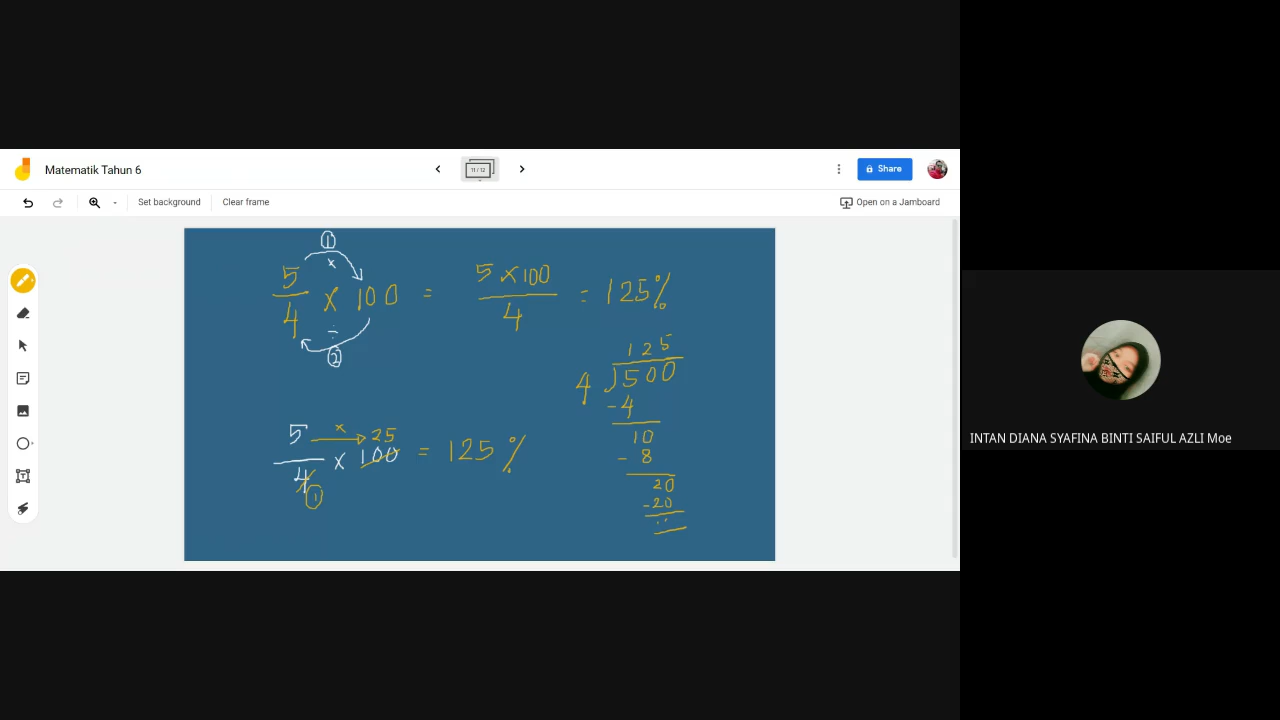 Matematik Tahun 6
11 / 12
Share
Set background
Clear frame
Open on a Jamboard
①
×
5/4 × 100 = 5 × 100/4 = 125%
÷
②
125
4)500
-4
10
- 8
20
-20
× 25
5/4 × 100 = 125 %
①
INTAN DIANA SYAFINA BINTI SAIFUL AZLI Moe